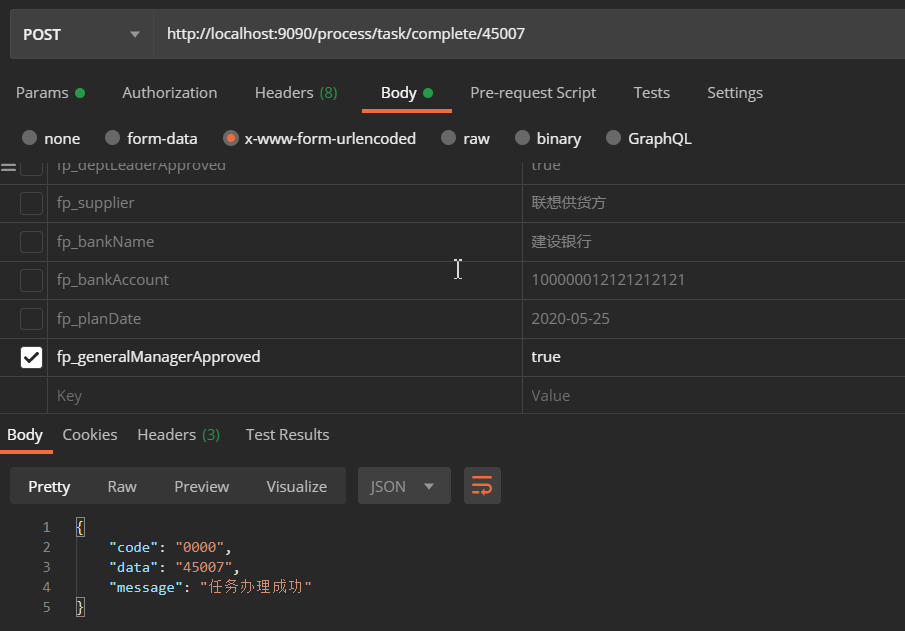 POST http://localhost:9090/process/task/complete/45007
Params Authorization Headers (8) Body Pre-request Script Tests Settings
none form-data x-www-form-urlencoded raw binary GraphQL
fp_deptLeaderApproved true
fp_supplier 联想供货方
fp_bankName 建设银行
fp_bankAccount 100000012121212121
fp_planDate 2020-05-25
fp_generalManagerApproved true
Key Value
Body Cookies Headers (3) Test Results
Pretty Raw Preview Visualize JSON
1 {
2 "code": "0000",
3 "data": "45007",
4 "message": "任务办理成功"
5 }